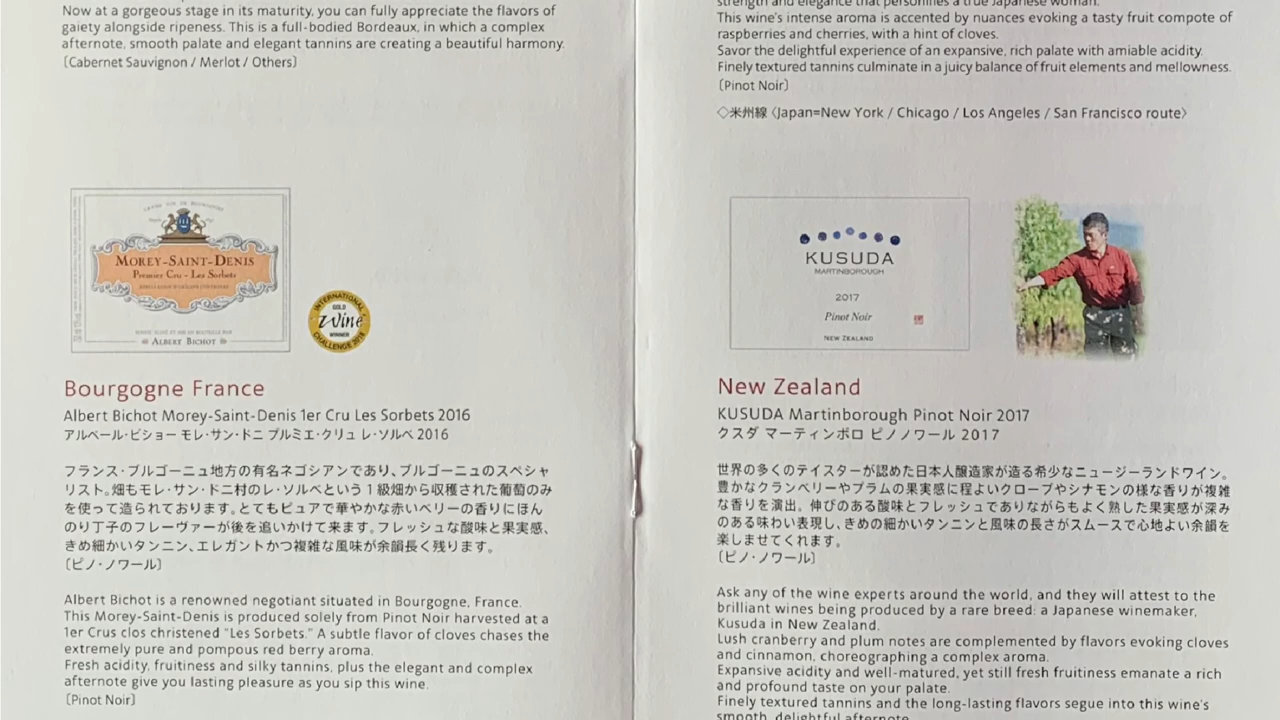 Now at a gorgeous stage in its maturity, you can fully appreciate the flavors of
gaiety alongside ripeness. This is a full-bodied Bordeaux, in which a complex
afternote, smooth palate and elegant tannins are creating a beautiful harmony.
〔Cabernet Sauvignon / Merlot / Others〕
MOREY-SAINT-DENIS
Premier Cru - Les Sorbets
ALBERT BICHOT
INTERNATIONAL
GOLD
wine
WINNER
CHALLENGE 2018
Bourgogne France
Albert Bichot Morey-Saint-Denis 1er Cru Les Sorbets 2016
アルベール・ビショー モレ・サン・ドニ プルミエ・クリュ レ・ソルベ 2016
フランス・ブルゴーニュ地方の有名ネゴシアンであり、ブルゴーニュのスペシャ
リスト。畑もモレ・サン・ドニ村のレ・ソルベという1級畑から収穫された葡萄のみ
を使って造られております。とてもピュアで華やかな赤いベリーの香りにほん
のり丁子のフレーヴァーが後を追いかけて来ます。フレッシュな酸味と果実感、
きめ細かいタンニン、エレガントかつ複雑な風味が余韻長く残ります。
〔ピノ・ノワール〕
Albert Bichot is a renowned negotiant situated in Bourgogne, France.
This Morey-Saint-Denis is produced solely from Pinot Noir harvested at a
1er Crus clos christened "Les Sorbets." A subtle flavor of cloves chases the
extremely pure and pompous red berry aroma.
Fresh acidity, fruitiness and silky tannins, plus the elegant and complex
afternote give you lasting pleasure as you sip this wine.
〔Pinot Noir〕
strength and elegance that personifies a true Japanese woman.
This wine's intense aroma is accented by nuances evoking a tasty fruit compote of
raspberries and cherries, with a hint of cloves.
Savor the delightful experience of an expansive, rich palate with amiable acidity.
Finely textured tannins culminate in a juicy balance of fruit elements and mellowness.
〔Pinot Noir〕
◇米州線〈Japan=New York / Chicago / Los Angeles / San Francisco route〉
KUSUDA
MARTINBOROUGH
2017
Pinot Noir
NEW ZEALAND
New Zealand
KUSUDA Martinborough Pinot Noir 2017
クスダ マーティンボロ ピノノワール 2017
世界の多くのテイスターが認めた日本人醸造家が造る希少なニュージーランドワイン。
豊かなクランベリーやプラムの果実感に程よいクローブやシナモンの様な香りが複雑
な香りを演出。伸びのある酸味とフレッシュでありながらもよく熟した果実感が深み
のある味わい表現し、きめの細かいタンニンと風味の長さがスムースで心地よい余韻を
楽しませてくれます。
〔ピノ・ノワール〕
Ask any of the wine experts around the world, and they will attest to the
brilliant wines being produced by a rare breed: a Japanese winemaker,
Kusuda in New Zealand.
Lush cranberry and plum notes are complemented by flavors evoking cloves
and cinnamon, choreographing a complex aroma.
Expansive acidity and well-matured, yet still fresh fruitiness emanate a rich
and profound taste on your palate.
Finely textured tannins and the long-lasting flavors segue into this wine's
smooth, delightful afternote.